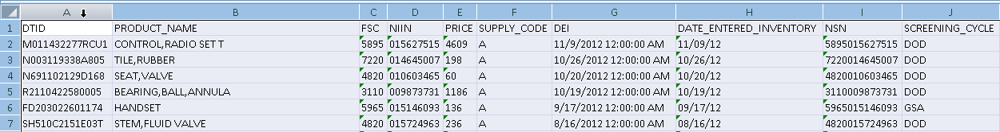 A B C D E F G H I J
1 DTID PRODUCT_NAME FSC NIIN PRICE SUPPLY_CODE DEI DATE_ENTERED_INVENTORY NSN SCREENING_CYCLE
2 M011432277RCU1 CONTROL,RADIO SET T 5895 015627515 4609 A 11/9/2012 12:00:00 AM 11/09/12 5895015627515 DOD
3 N003119338A805 TILE,RUBBER 7220 014645007 198 A 10/26/2012 12:00:00 AM 10/26/12 7220014645007 DOD
4 N691102129D168 SEAT,VALVE 4820 010603465 60 A 10/20/2012 12:00:00 AM 10/20/12 4820010603465 DOD
5 R2110422580005 BEARING,BALL,ANNULA 3110 009873731 1186 A 10/19/2012 12:00:00 AM 10/19/12 3110009873731 DOD
6 FD203022601174 HANDSET 5965 015146093 136 A 9/17/2012 12:00:00 AM 09/17/12 5965015146093 GSA
7 SH510C2151E03T STEM,FLUID VALVE 4820 015724963 236 A 8/16/2012 12:00:00 AM 08/16/12 4820015724963 DOD